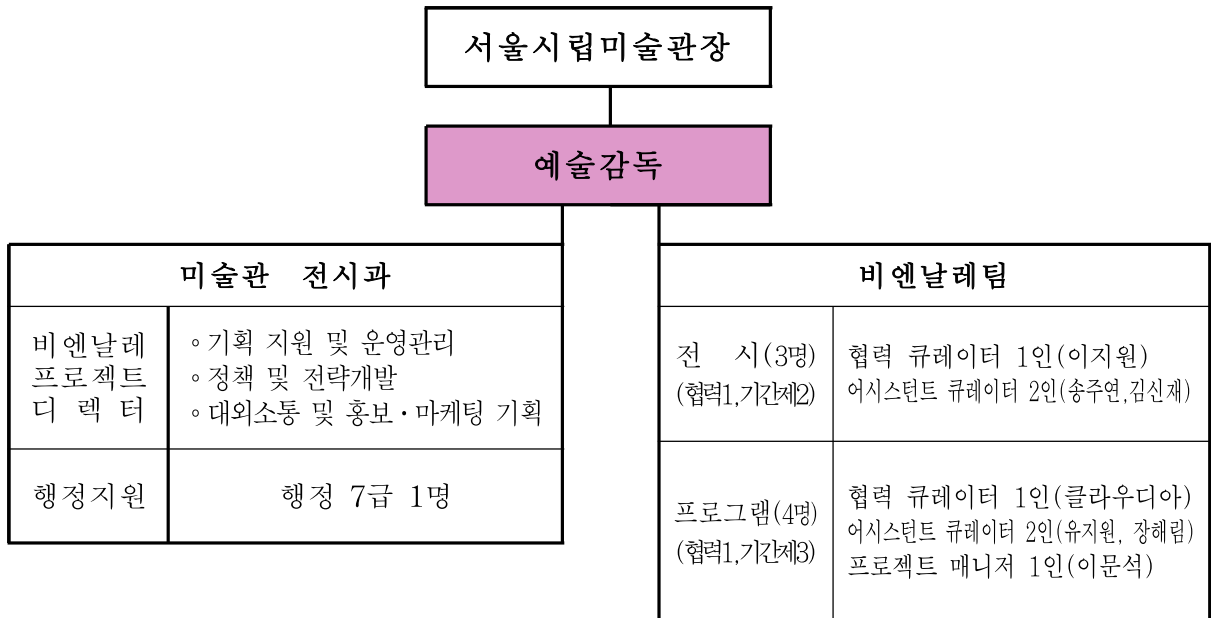 서울시립미술관장
예술감독
미술관 전시과
비엔날레
프로젝트
디 렉 터
◦기획 지원 및 운영관리
◦정책 및 전략개발
◦대외소통 및 홍보·마케팅 기획
행정지원
행정 7급 1명
비엔날레팀
전 시(3명)
(협력1,기간제2)
협력 큐레이터 1인(이지원)
어시스턴트 큐레이터 2인(송주연,김신재)
프로그램(4명)
(협력1,기간제3)
협력 큐레이터 1인(클라우디아)
어시스턴트 큐레이터 2인(유지원, 장해림)
프로젝트 매니저 1인(이문석)